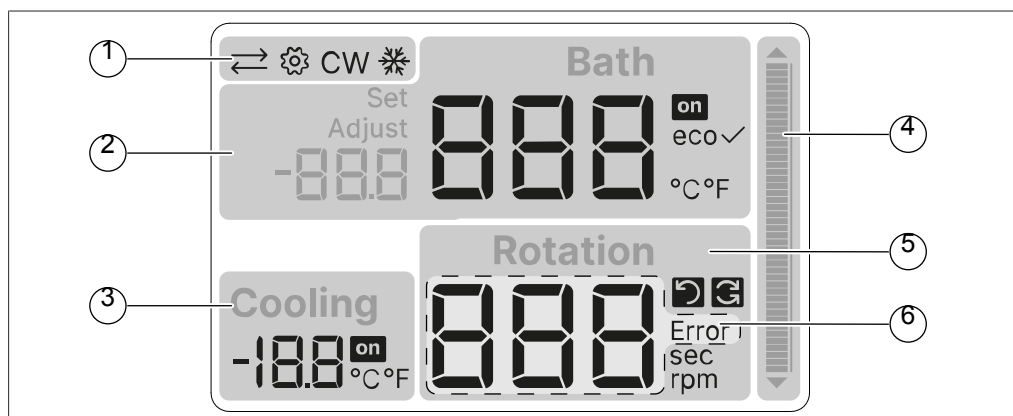 1
CW
Bath
Set
Adjust
-88.8
888
on
eco
°C°F
2
3
4
5
6
Rotation
888
Error
sec
rpm
Cooling
-18.8
on
°C°F